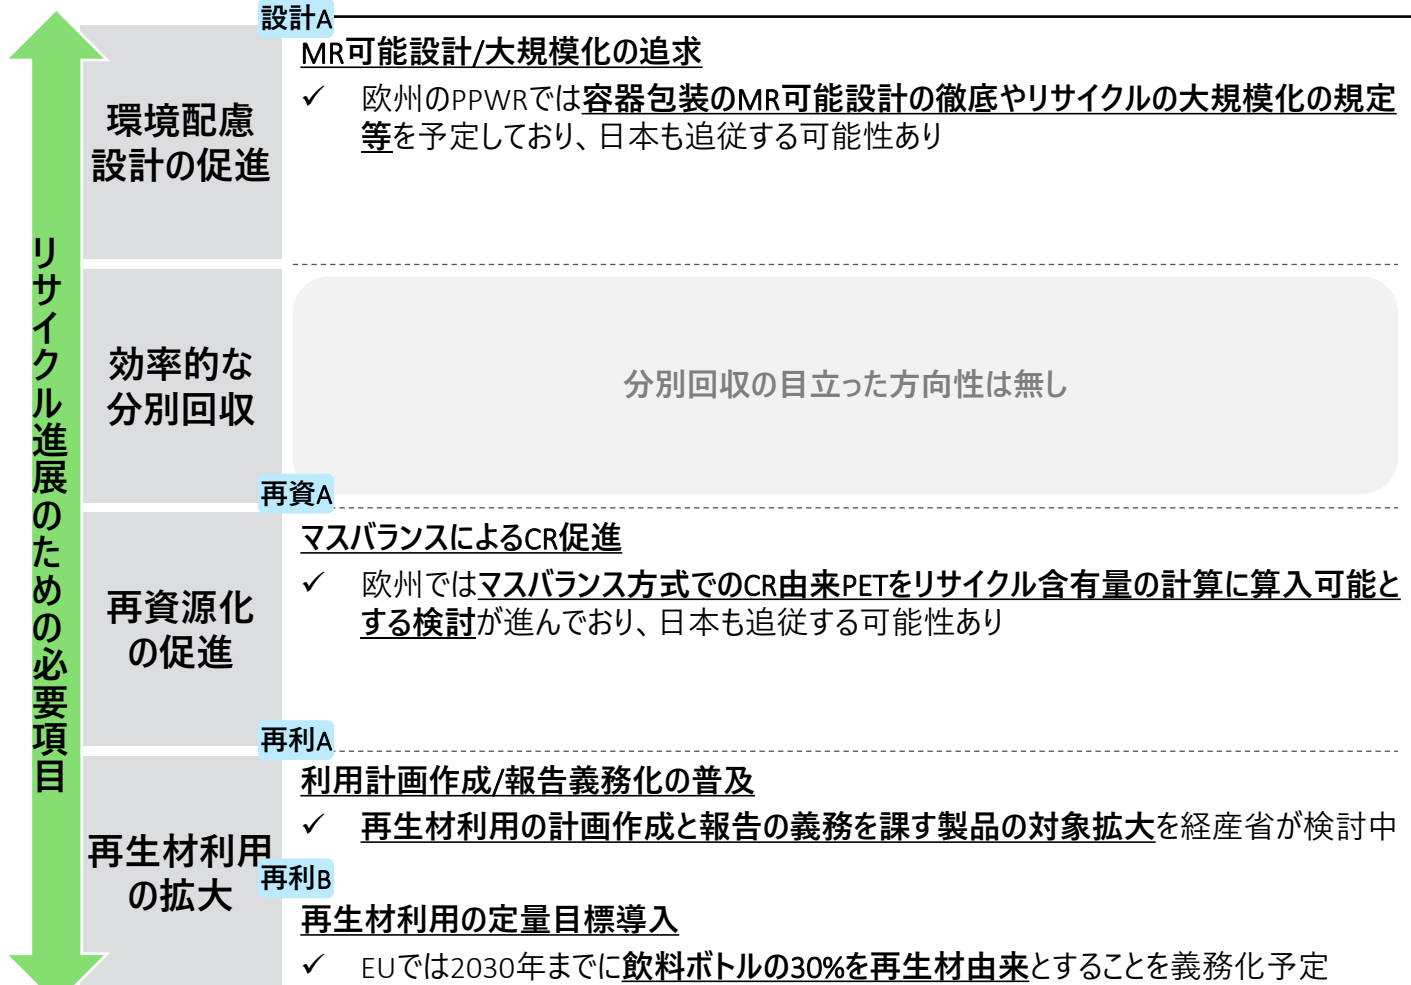 リサイクル進展のための必要項目
設計A
環境配慮
設計の促進
MR可能設計/大規模化の追求
✓ 欧州のPPWRでは容器包装のMR可能設計の徹底やリサイクルの大規模化の規定
等を予定しており、日本も追従する可能性あり
効率的な
分別回収
分別回収の目立った方向性は無し
再資A
再資源化
の促進
マスバランスによるCR促進
✓ 欧州ではマスバランス方式でのCR由来PETをリサイクル含有量の計算に算入可能と
する検討が進んでおり、日本も追従する可能性あり
再利A
再生材利用
の拡大
利用計画作成/報告義務化の普及
✓ 再生材利用の計画作成と報告の義務を課す製品の対象拡大を経産省が検討中
再利B
再生材利用の定量目標導入
✓ EUでは2030年までに飲料ボトルの30%を再生材由来とすることを義務化予定